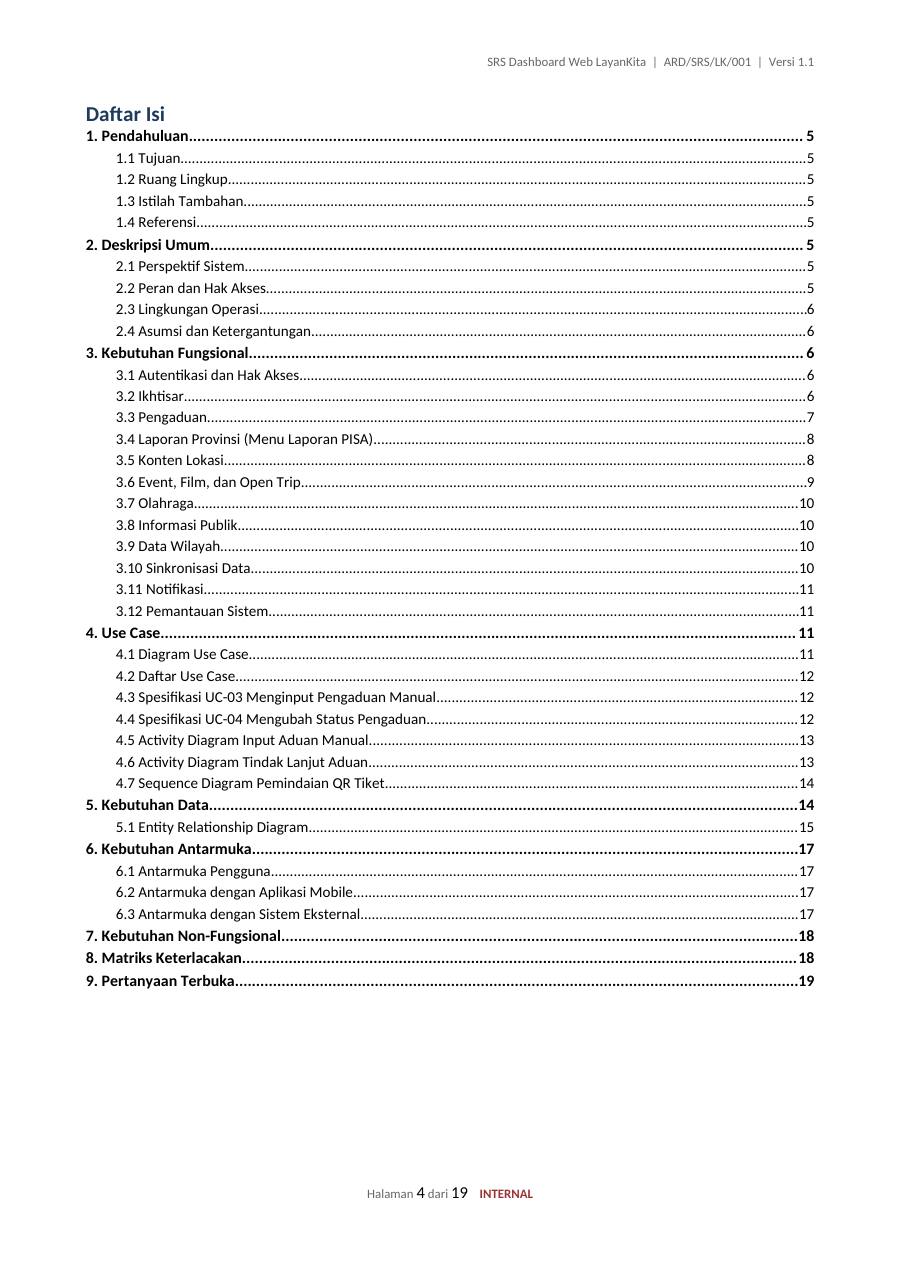 SRS Dashboard Web LayanKita | ARD/SRS/LK/001 | Versi 1.1
Daftar Isi
1. Pendahuluan 5
1.1 Tujuan 5
1.2 Ruang Lingkup 5
1.3 Istilah Tambahan 5
1.4 Referensi 5
2. Deskripsi Umum 5
2.1 Perspektif Sistem 5
2.2 Peran dan Hak Akses 5
2.3 Lingkungan Operasi 6
2.4 Asumsi dan Ketergantungan 6
3. Kebutuhan Fungsional 6
3.1 Autentikasi dan Hak Akses 6
3.2 Ikhtisar 6
3.3 Pengaduan 7
3.4 Laporan Provinsi (Menu Laporan PISA) 8
3.5 Konten Lokasi 8
3.6 Event, Film, dan Open Trip 9
3.7 Olahraga 10
3.8 Informasi Publik 10
3.9 Data Wilayah 10
3.10 Sinkronisasi Data 10
3.11 Notifikasi 11
3.12 Pemantauan Sistem 11
4. Use Case 11
4.1 Diagram Use Case 11
4.2 Daftar Use Case 12
4.3 Spesifikasi UC-03 Menginput Pengaduan Manual 12
4.4 Spesifikasi UC-04 Mengubah Status Pengaduan 12
4.5 Activity Diagram Input Aduan Manual 13
4.6 Activity Diagram Tindak Lanjut Aduan 13
4.7 Sequence Diagram Pemindaian QR Tiket 14
5. Kebutuhan Data 14
5.1 Entity Relationship Diagram 15
6. Kebutuhan Antarmuka 17
6.1 Antarmuka Pengguna 17
6.2 Antarmuka dengan Aplikasi Mobile 17
6.3 Antarmuka dengan Sistem Eksternal 17
7. Kebutuhan Non-Fungsional 18
8. Matriks Keterlacakan 18
9. Pertanyaan Terbuka 19
Halaman 4 dari 19 INTERNAL